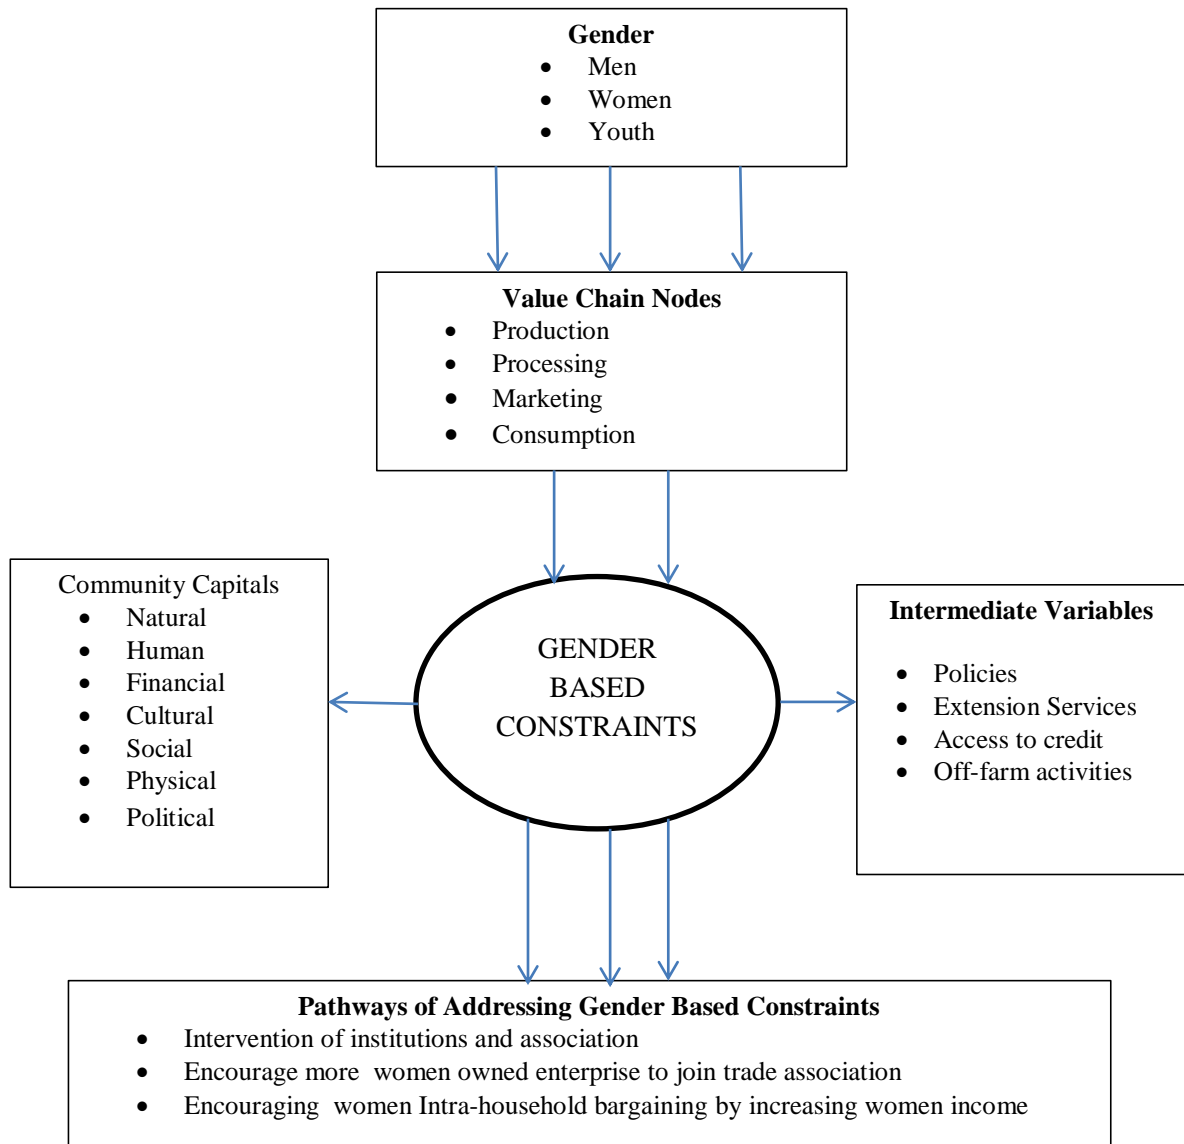 Gender
• Men
• Women
• Youth
Value Chain Nodes
• Production
• Processing
• Marketing
• Consumption
Community Capitals
• Natural
• Human
• Financial
• Cultural
• Social
• Physical
• Political
GENDER
BASED
CONSTRAINTS
Intermediate Variables
• Policies
• Extension Services
• Access to credit
• Off-farm activities
Pathways of Addressing Gender Based Constraints
• Intervention of institutions and association
• Encourage more women owned enterprise to join trade association
• Encouraging women Intra-household bargaining by increasing women income